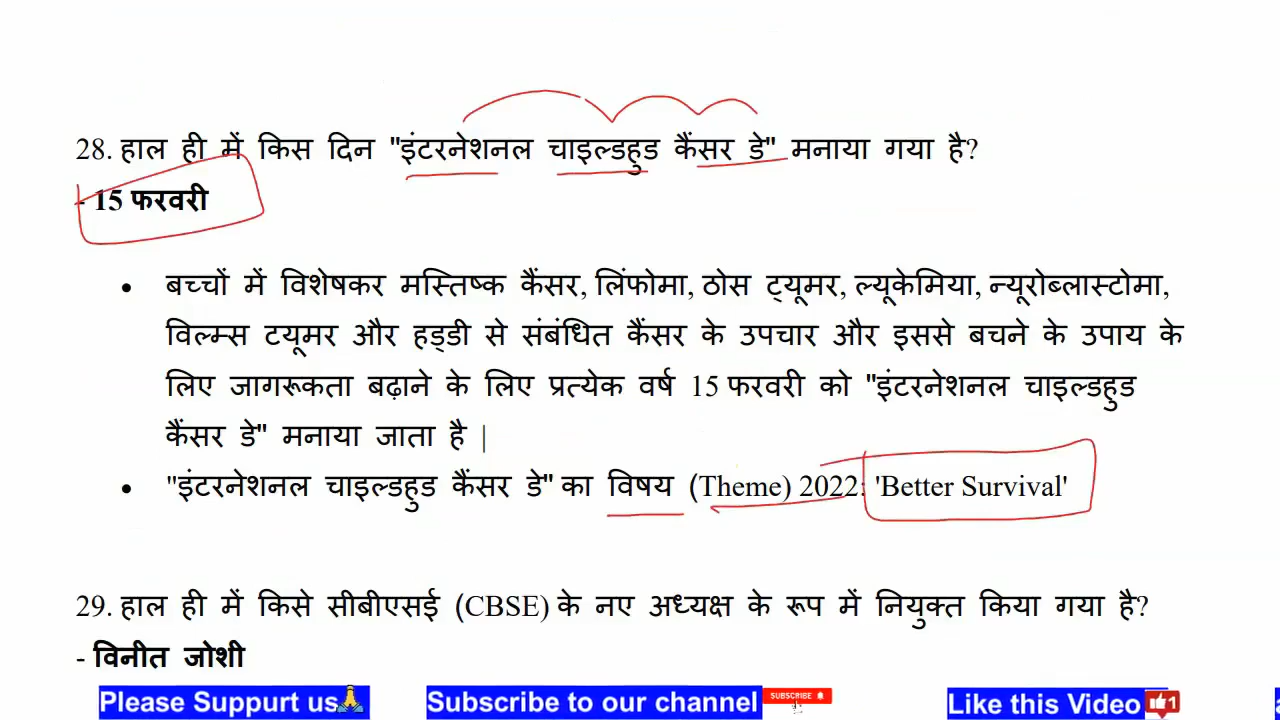 28. हाल ही में किस दिन "इंटरनेशनल चाइल्डहुड कैंसर डे" मनाया गया है?
- 15 फरवरी
• बच्चों में विशेषकर मस्तिष्क कैंसर, लिंफोमा, ठोस ट्यूमर, ल्यूकेमिया, न्यूरोब्लास्टोमा,
विल्म्स टयूमर और हड्डी से संबंधित कैंसर के उपचार और इससे बचने के उपाय के
लिए जागरूकता बढ़ाने के लिए प्रत्येक वर्ष 15 फरवरी को "इंटरनेशनल चाइल्डहुड
कैंसर डे" मनाया जाता है |
• "इंटरनेशनल चाइल्डहुड कैंसर डे" का विषय (Theme) 2022: 'Better Survival'
29. हाल ही में किसे सीबीएसई (CBSE) के नए अध्यक्ष के रूप में नियुक्त किया गया है?
- विनीत जोशी
Please Suppurt us🙏 Subscribe to our channel SUBSCRIBE Like this Video 1